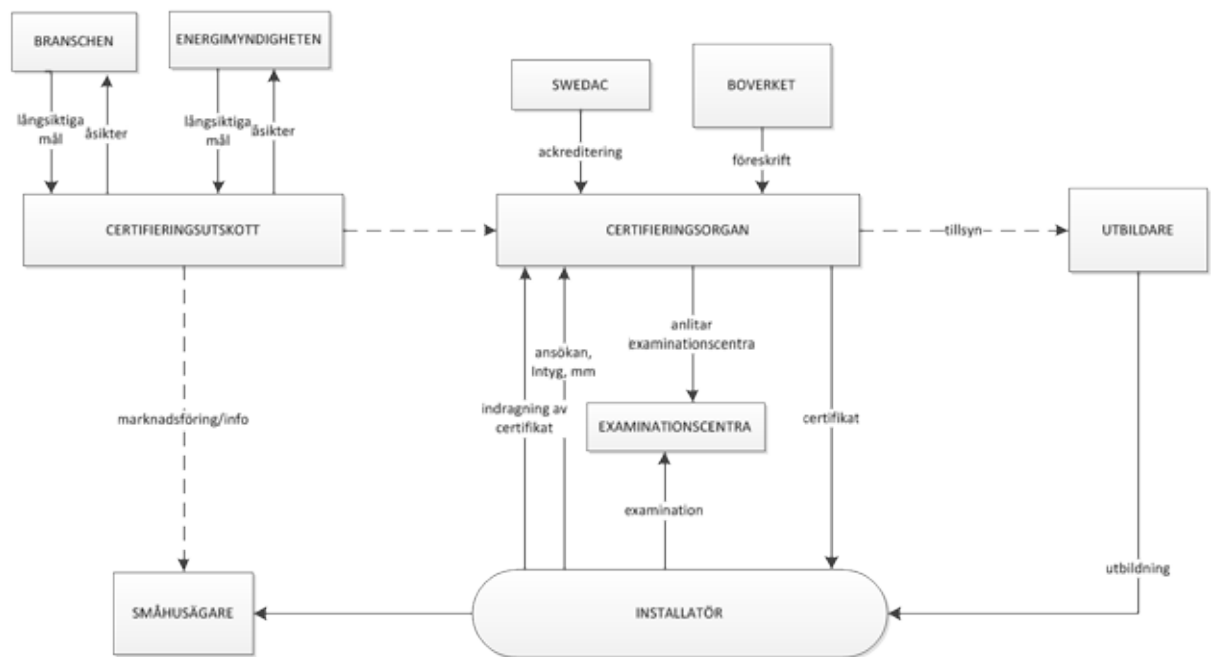 BRANSCHEN
ENERGIMYNDIGHETEN
SWEDAC
BOVERKET
långsiktiga
mål
åsikter
långsiktiga
mål
åsikter
ackreditering
föreskrift
CERTIFIERINGSUTSKOTT
CERTIFIERINGSORGAN
tillsyn
UTBILDARE
anlitar
examinationscentra
ansökan,
Intyg, mm
indragning av
certifikat
marknadsföring/info
EXAMINATIONSCENTRA
certifikat
examination
utbildning
SMÅHUSÄGARE
INSTALLATÖR